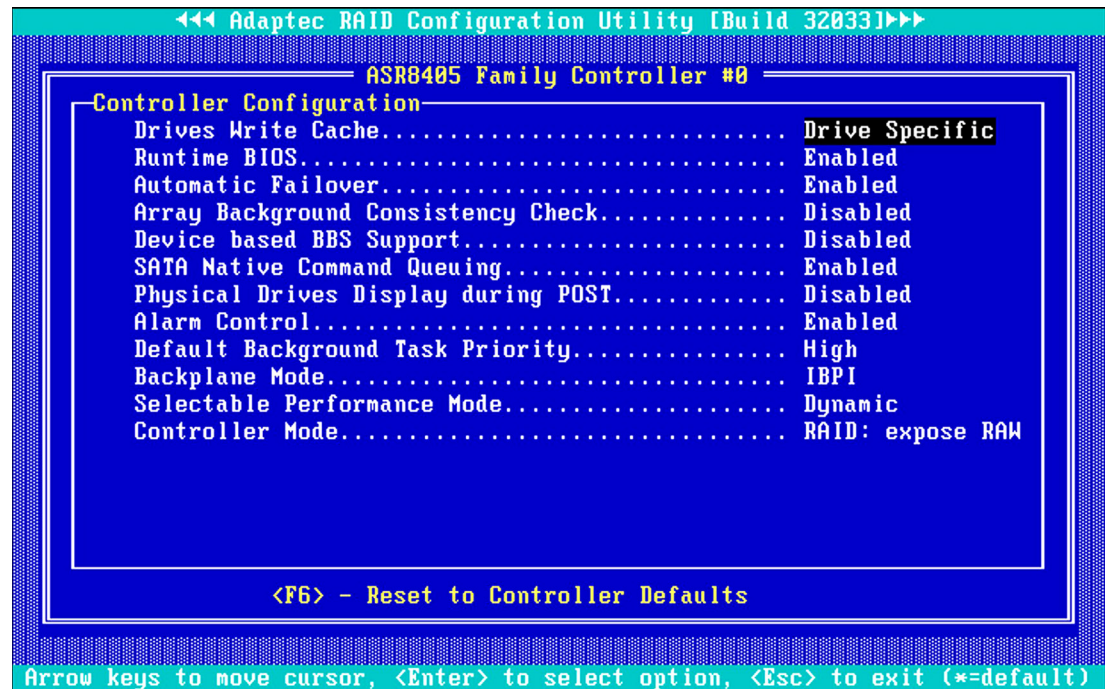 ◄◄◄ Adaptec RAID Configuration Utility [Build 32033]►►►
ASR8405 Family Controller #0
Controller Configuration
Drives Write Cache.............................. Drive Specific
Runtime BIOS.................................... Enabled
Automatic Failover.............................. Enabled
Array Background Consistency Check.............. Disabled
Device based BBS Support........................ Disabled
SATA Native Command Queuing..................... Enabled
Physical Drives Display during POST............. Disabled
Alarm Control................................... Enabled
Default Background Task Priority................ High
Backplane Mode.................................. IBPI
Selectable Performance Mode..................... Dynamic
Controller Mode................................. RAID: expose RAW
<F6> - Reset to Controller Defaults
Arrow keys to move cursor, <Enter> to select option, <Esc> to exit (*=default)